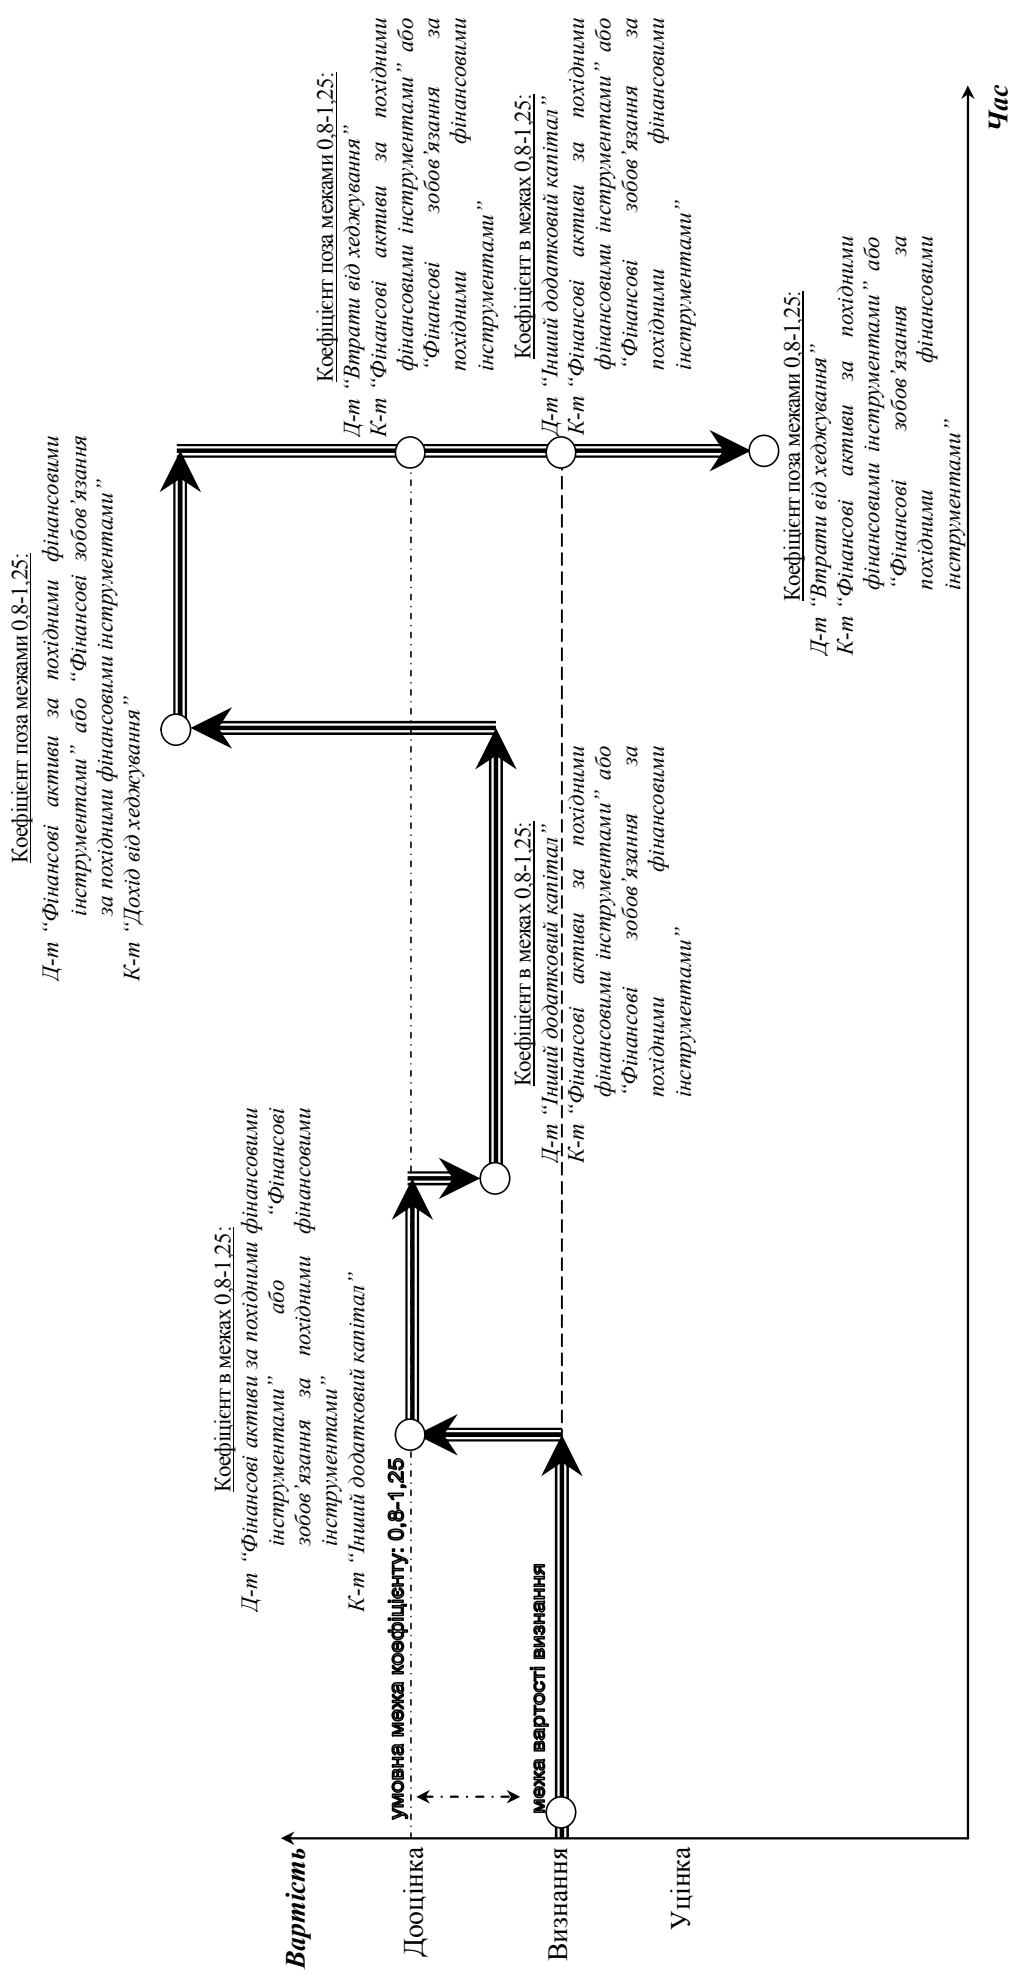 Вартість
Дооцінка
Визнання
Уцінка
умовна межа коефіцієнту: 0,8-1,25
межа вартості визнання
Коефіцієнт в межах 0,8-1,25:
Д-т “Фінансові активи за похідними фінансовими
інструментами” або “Фінансові
зобов’язання за похідними фінансовими
інструментами”
К-т “Інший додатковий капітал”
Коефіцієнт в межах 0,8-1,25:
Д-т “Інший додатковий капітал”
К-т “Фінансові активи за похідними
фінансовими інструментами” або
“Фінансові зобов’язання за
похідними фінансовими
інструментами”
Коефіцієнт поза межами 0,8-1,25:
Д-т “Фінансові активи за похідними фінансовими
інструментами” або “Фінансові зобов’язання
за похідними фінансовими інструментами”
К-т “Дохід від хеджування”
Коефіцієнт поза межами 0,8-1,25:
Д-т “Втрати від хеджування”
К-т “Фінансові активи за похідними
фінансовими інструментами” або
“Фінансові зобов’язання за
похідними фінансовими
інструментами”
Коефіцієнт в межах 0,8-1,25:
Д-т “Інший додатковий капітал”
К-т “Фінансові активи за похідними
фінансовими інструментами” або
“Фінансові зобов’язання за
похідними фінансовими
інструментами”
Коефіцієнт поза межами 0,8-1,25:
Д-т “Втрати від хеджування”
К-т “Фінансові активи за похідними
фінансовими інструментами” або
“Фінансові зобов’язання за
похідними фінансовими
інструментами”
Час